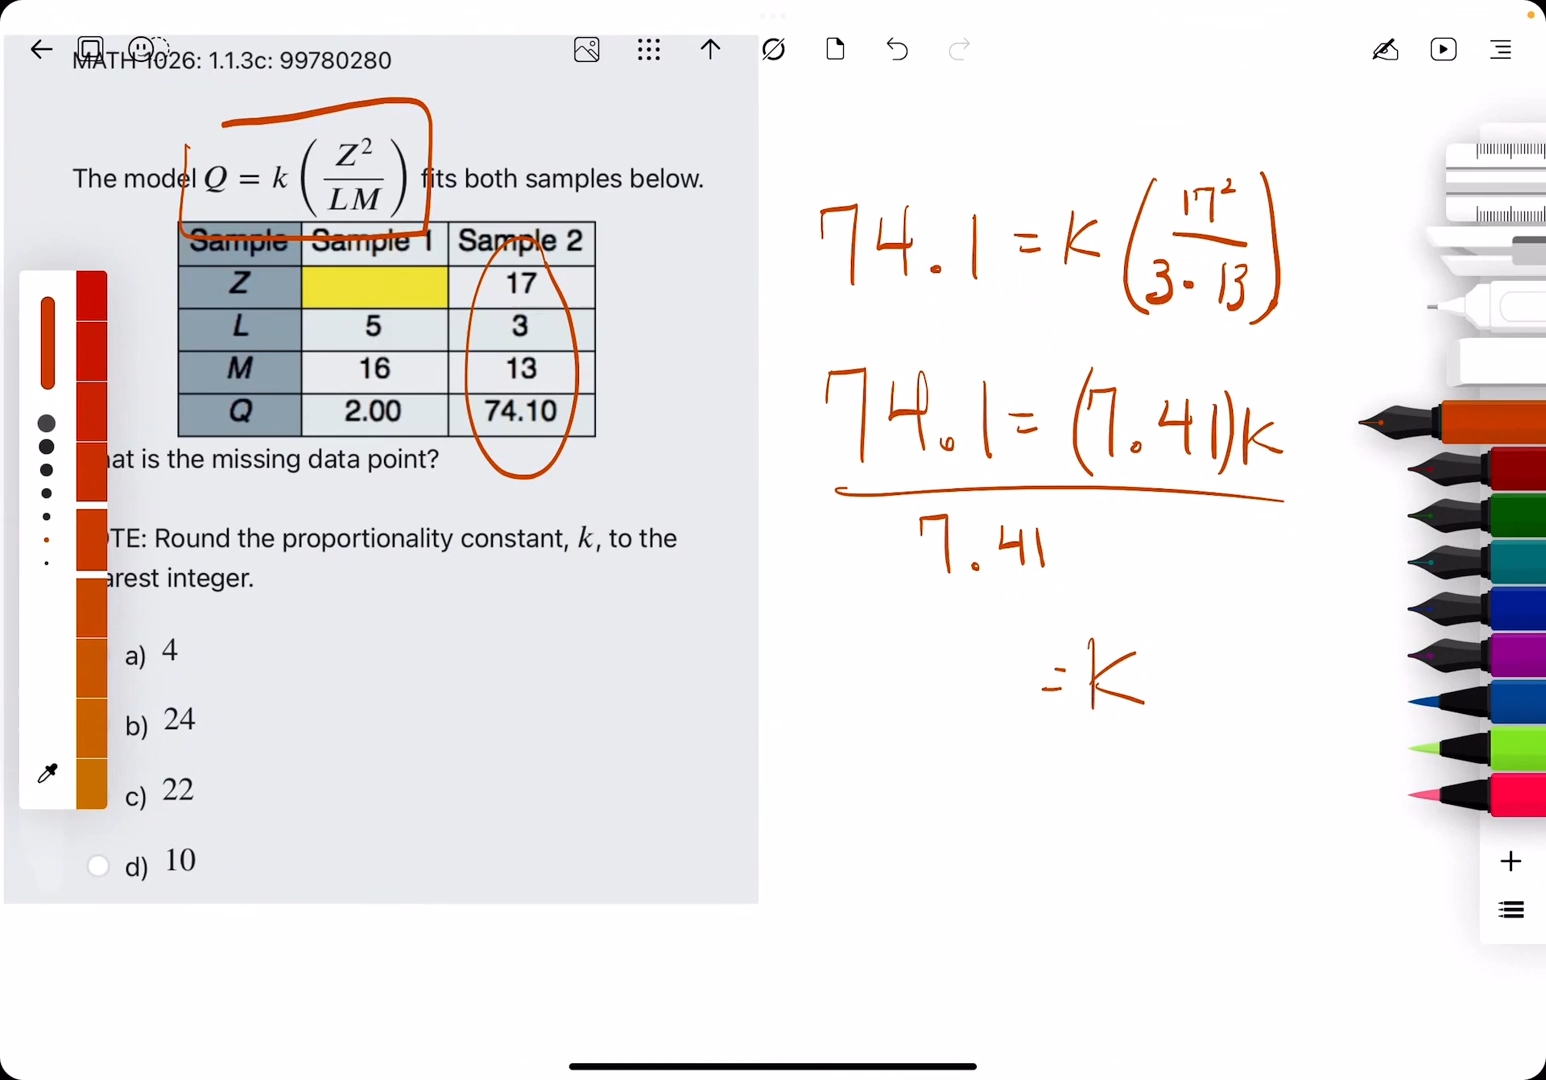 MATH 1026: 1.1.3c: 99780280
The model Q = k ( Z² / LM ) fits both samples below.
Sample Sample 1 Sample 2
Z 17
L 5 3
M 16 13
Q 2.00 74.10
at is the missing data point?
TE: Round the proportionality constant, k, to the
arest integer.
a) 4
b) 24
c) 22
d) 10
74.1 = k ( 17² / 3 · 13 )
74.1 = (7.41)k
7.41
= K